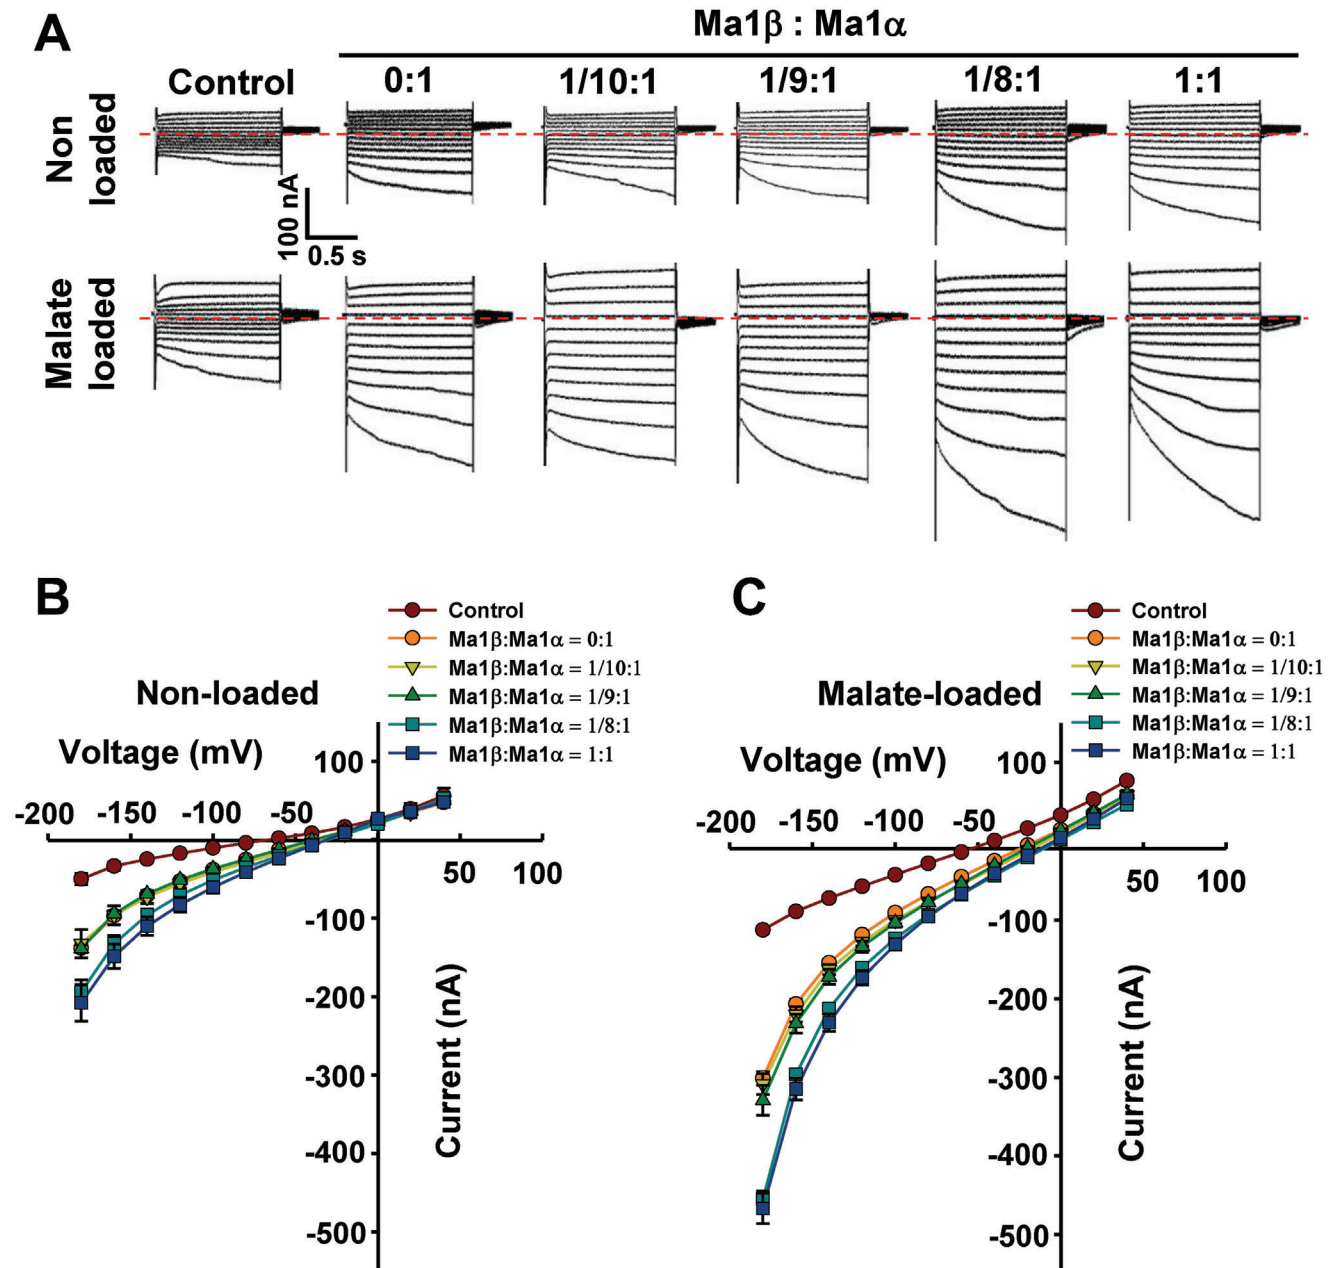 A
Ma1β : Ma1α
Control 0:1 1/10:1 1/9:1 1/8:1 1:1
Non
loaded
100 nA
0.5 s
Malate
loaded
B
Control
Ma1β:Ma1α = 0:1
Ma1β:Ma1α = 1/10:1
Ma1β:Ma1α = 1/9:1
Ma1β:Ma1α = 1/8:1
Ma1β:Ma1α = 1:1
Non-loaded
Voltage (mV)
100
-200 -150 -100 -50
50 100
-100
-200
-300
-400
-500
Current (nA)
C
Control
Ma1β:Ma1α = 0:1
Ma1β:Ma1α = 1/10:1
Ma1β:Ma1α = 1/9:1
Ma1β:Ma1α = 1/8:1
Ma1β:Ma1α = 1:1
Malate-loaded
Voltage (mV)
100
-200 -150 -100 -50
50 100
-100
-200
-300
-400
-500
Current (nA)